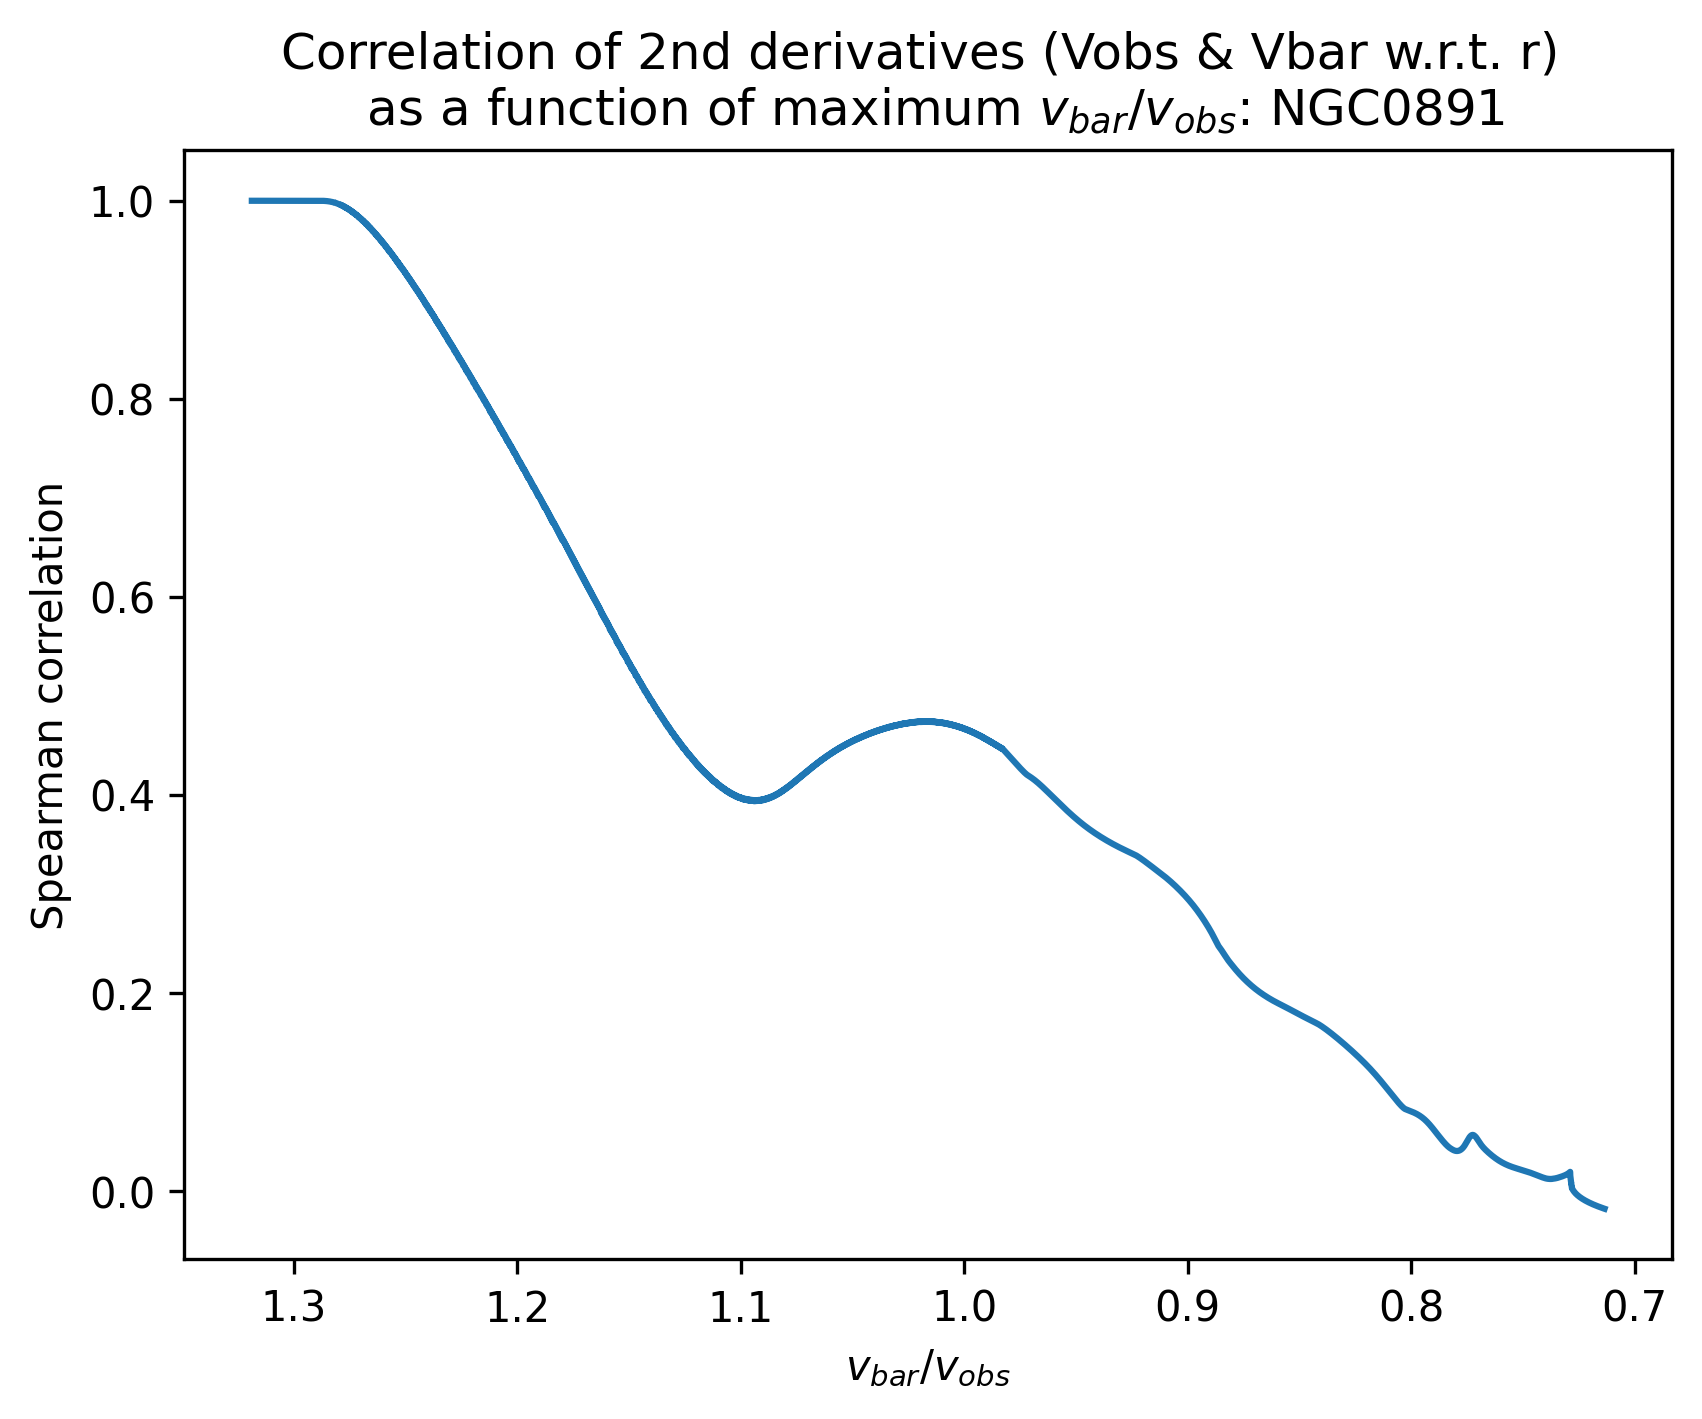 Correlation of 2nd derivatives (Vobs & Vbar w.r.t. r)
as a function of maximum v_bar/v_obs: NGC0891
1.0
0.8
0.6
0.4
0.2
0.0
Spearman correlation
1.3 1.2 1.1 1.0 0.9 0.8 0.7
v_bar/v_obs